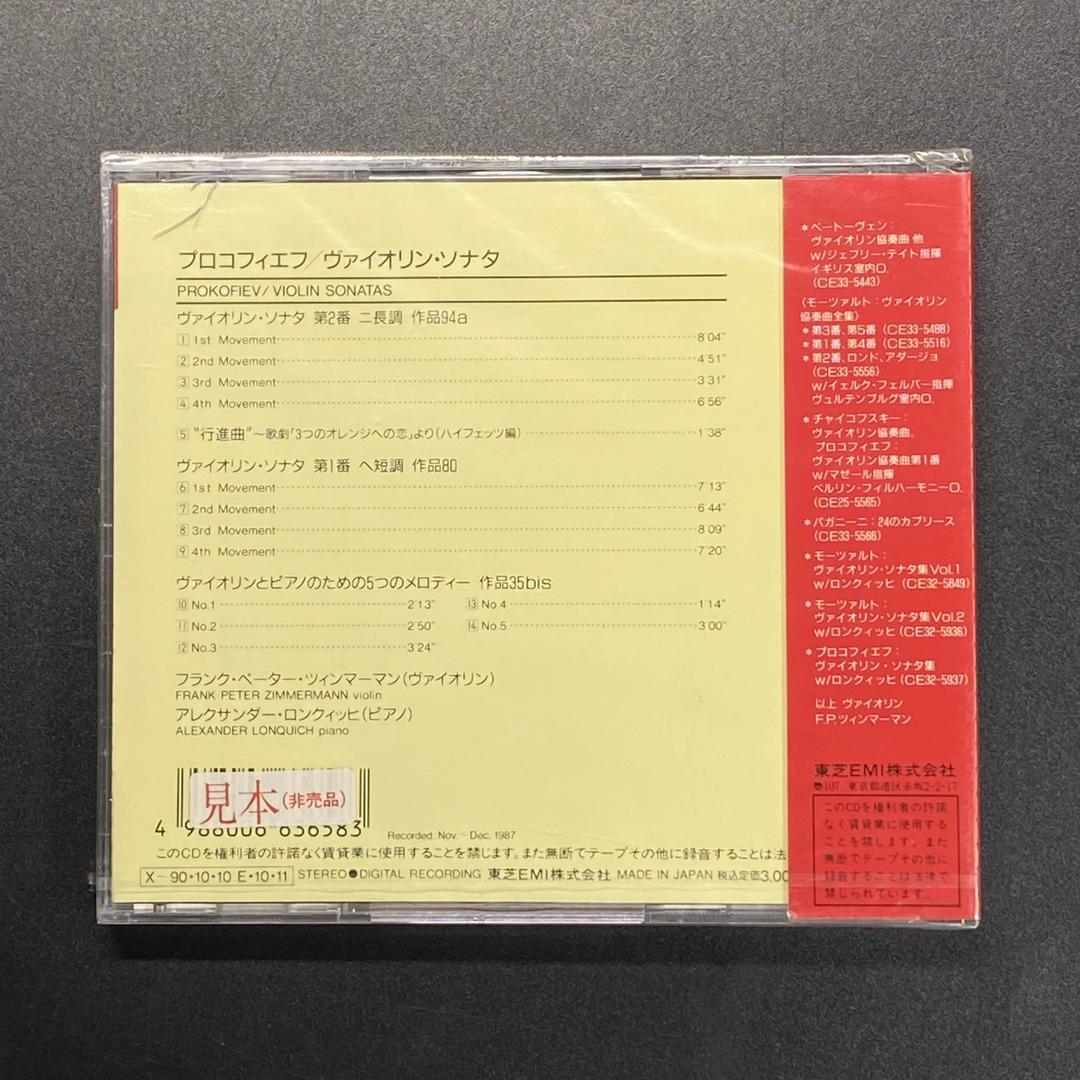 プロコフィエフ/ヴァイオリン・ソナタ
PROKOFIEV/VIOLIN SONATAS
ヴァイオリン・ソナタ 第2番 ニ長調 作品94a
1 1st Movement 8'04"
2 2nd Movement 4'51"
3 3rd Movement 3'31"
4 4th Movement 6'56"
5 "行進曲"〜歌劇「3つのオレンジへの恋」より(ハイフェッツ編) 1'38"
ヴァイオリン・ソナタ 第1番 ヘ短調 作品80
6 1st Movement 7'13"
7 2nd Movement 6'44"
8 3rd Movement 8'09"
9 4th Movement 7'20"
ヴァイオリンとピアノのための5つのメロディー 作品35bis
10 No.1 2'13"
11 No.2 2'50"
12 No.3 3'24"
13 No.4 1'14"
14 No.5 3'00"
フランク・ペーター・ツィンマーマン(ヴァイオリン)
FRANK PETER ZIMMERMANN violin
アレクサンダー・ロンクィッヒ(ピアノ)
ALEXANDER LONQUICH piano
見本(非売品)
4 988006 636583
Recorded: Nov.–Dec. 1987
このCDを権利者の許諾なく賃貸業に使用することを禁じます。また無断でテープその他に録音することは法
X–90・10・10 E・10・11 STEREO●DIGITAL RECORDING 東芝EMI株式会社 MADE IN JAPAN 税込定価3,00
*ベートーヴェン:
ヴァイオリン協奏曲 他
w/ジェフリー・テイト指揮
イギリス室内O.
(CE33-5443)
〈モーツァルト:ヴァイオリン
協奏曲全集〉
*第3番、第5番 (CE33-5488)
*第1番、第4番 (CE33-5516)
*第2番、ロンド、アダージョ
(CE33-5556)
w/イェルク・フェルバー指揮
ヴュルテンブルグ室内O.
*チャイコフスキー:
ヴァイオリン協奏曲、
プロコフィエフ:
ヴァイオリン協奏曲第1番
w/マゼール指揮
ベルリン・フィルハーモニーO.
(CE25-5565)
*パガニーニ:24のカプリース
(CE33-5566)
*モーツァルト:
ヴァイオリン・ソナタ集Vol.1
w/ロンクィッヒ (CE32-5849)
*モーツァルト:
ヴァイオリン・ソナタ集Vol.2
w/ロンクィッヒ (CE32-5936)
*プロコフィエフ:
ヴァイオリン・ソナタ集
w/ロンクィッヒ (CE32-5937)
以上 ヴァイオリン
F.P.ツィンマーマン
東芝EMI株式会社
〒107 東京都港区赤坂2-2-17
このCDを権利者の許諾
なく賃貸業に使用する
ことを禁じます。また
無断でテープその他に
録音することは法律で
禁じられています。